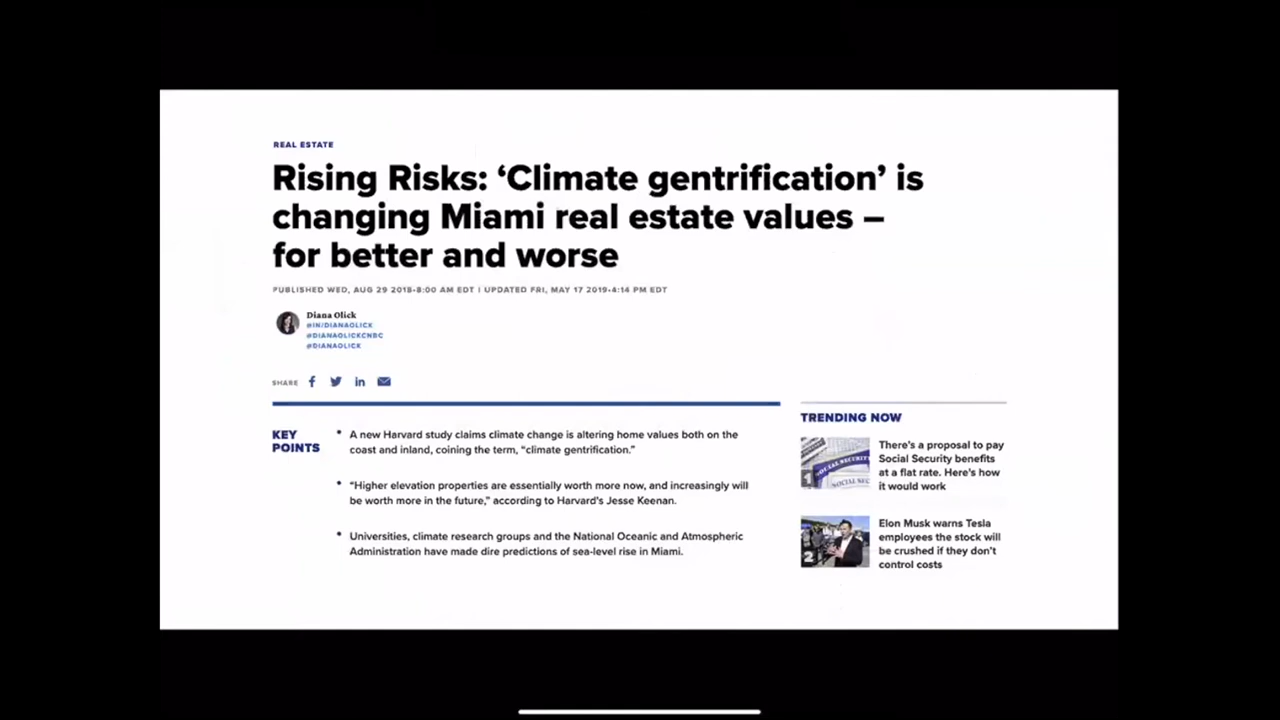 REAL ESTATE
Rising Risks: ‘Climate gentrification’ is
changing Miami real estate values –
for better and worse
PUBLISHED WED, AUG 29 2018•8:00 AM EDT | UPDATED FRI, MAY 17 2019•4:14 PM EDT
Diana Olick
@IN/DIANAOLICK
@DIANAOLICKCNBC
@DIANAOLICK
SHARE
KEY
POINTS
• A new Harvard study claims climate change is altering home values both on the
coast and inland, coining the term, “climate gentrification.”
• “Higher elevation properties are essentially worth more now, and increasingly will
be worth more in the future,” according to Harvard’s Jesse Keenan.
• Universities, climate research groups and the National Oceanic and Atmospheric
Administration have made dire predictions of sea-level rise in Miami.
TRENDING NOW
SOCIAL SECURITY
SOCIAL SEC
1
There’s a proposal to pay
Social Security benefits
at a flat rate. Here’s how
it would work
2
Elon Musk warns Tesla
employees the stock will
be crushed if they don’t
control costs